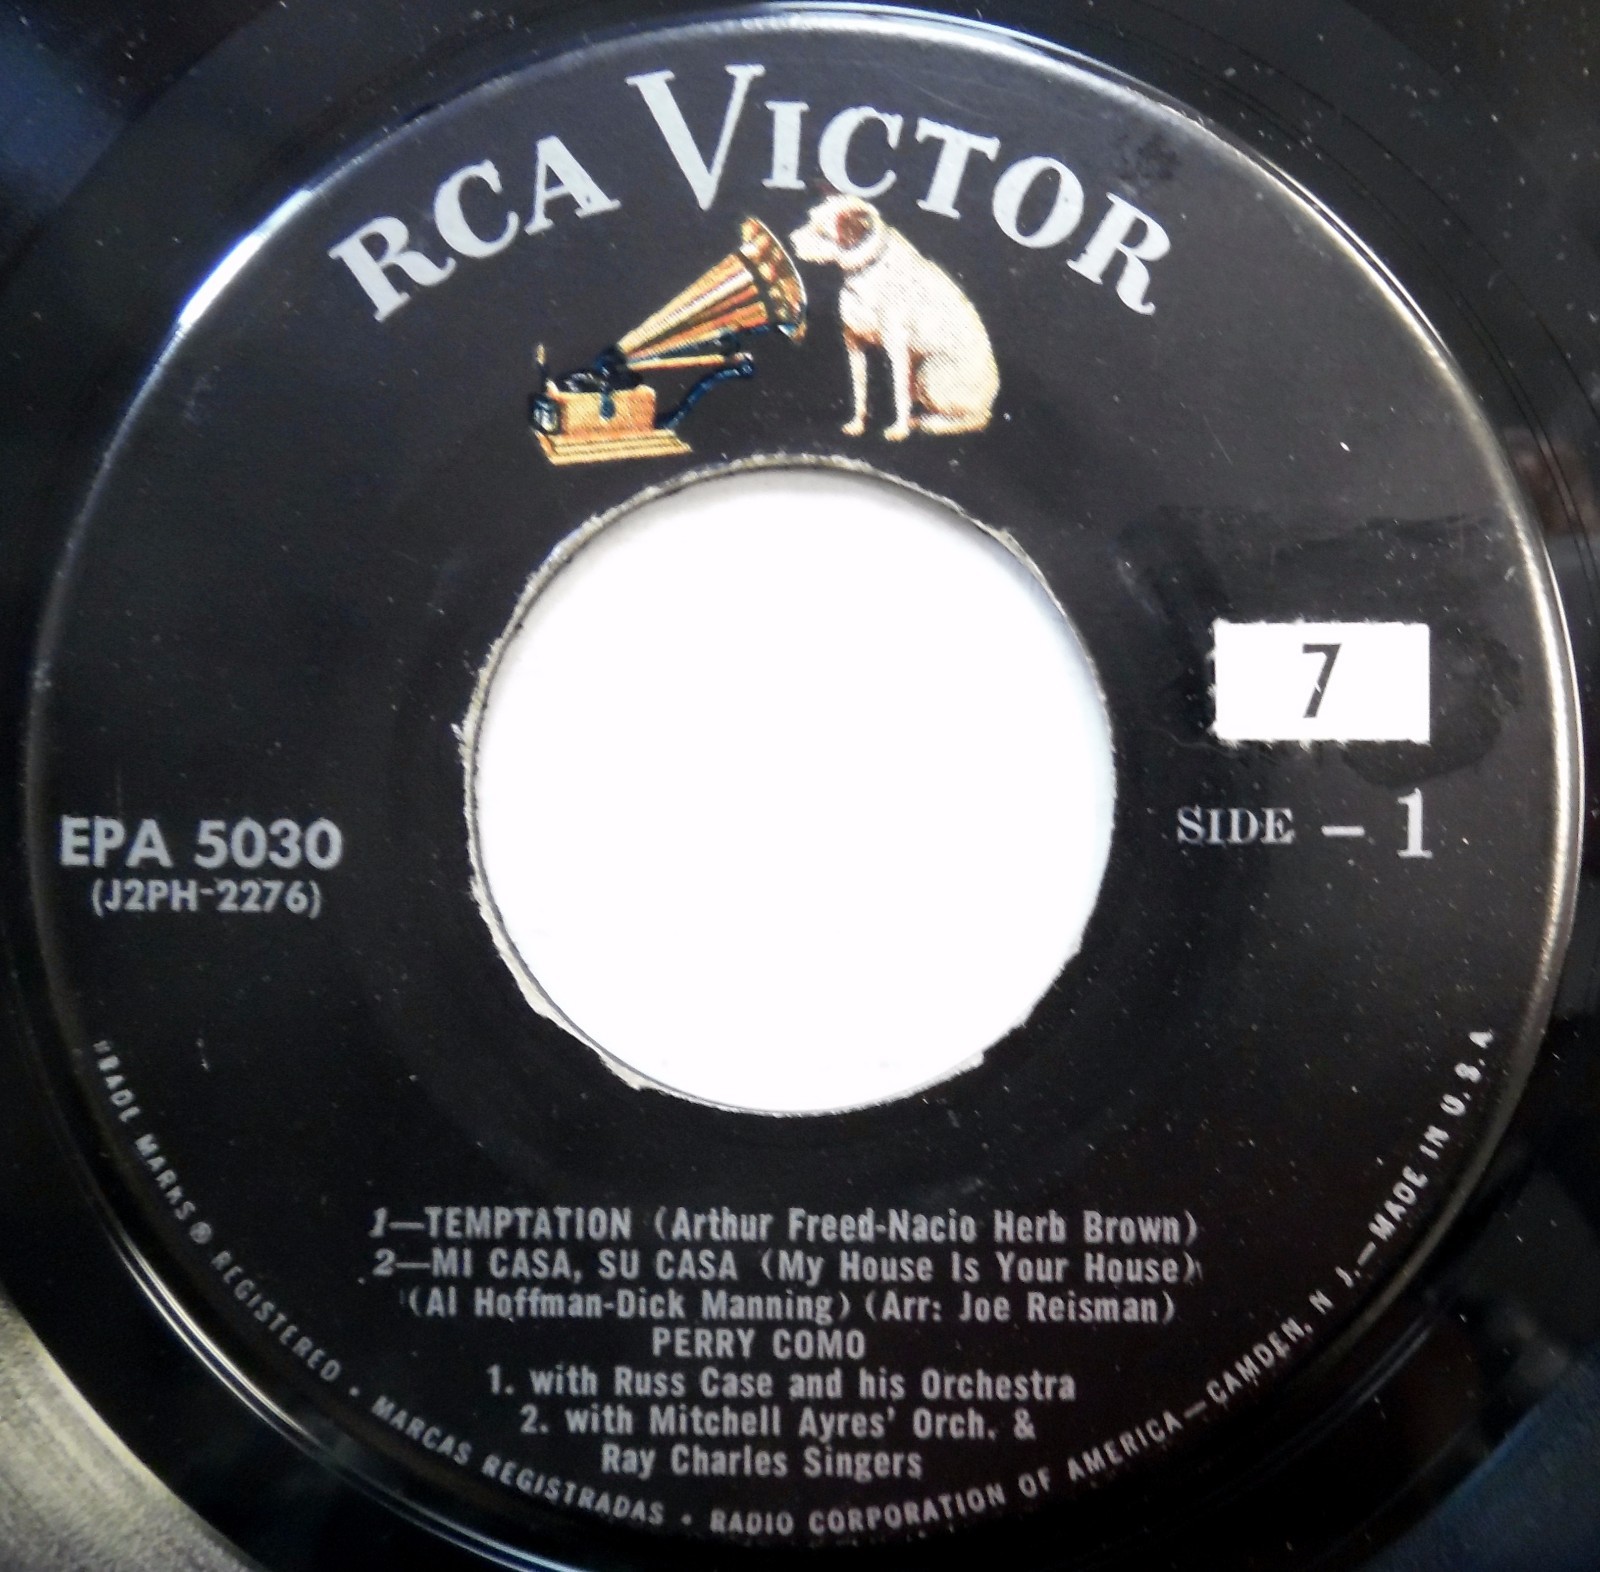 RCA VICTOR
7
SIDE – 1
EPA 5030
(J2PH-2276)
1—TEMPTATION (Arthur Freed-Nacio Herb Brown)
2—MI CASA, SU CASA (My House Is Your House)
(Al Hoffman-Dick Manning) (Arr: Joe Reisman)
PERRY COMO
1. with Russ Case and his Orchestra
2. with Mitchell Ayres' Orch. &
Ray Charles Singers
TRADE MARKS ® REGISTERED • MARCAS REGISTRADAS • RADIO CORPORATION OF AMERICA—CAMDEN, N. J.—MADE IN U.S.A